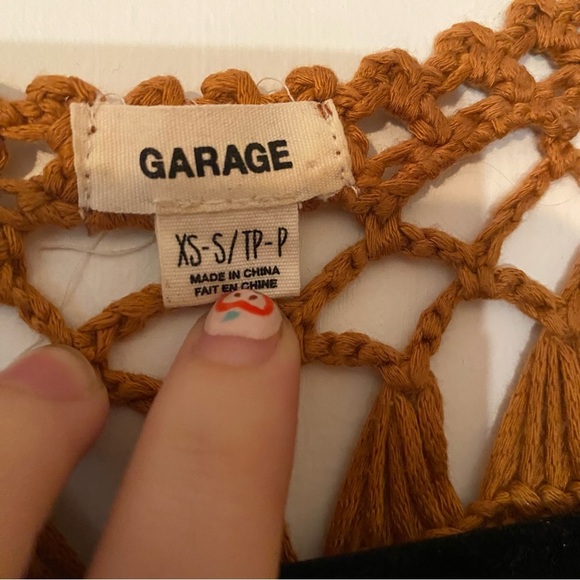 GARAGE
XS-S/TP-P
MADE IN CHINA
FAIT EN CHINE